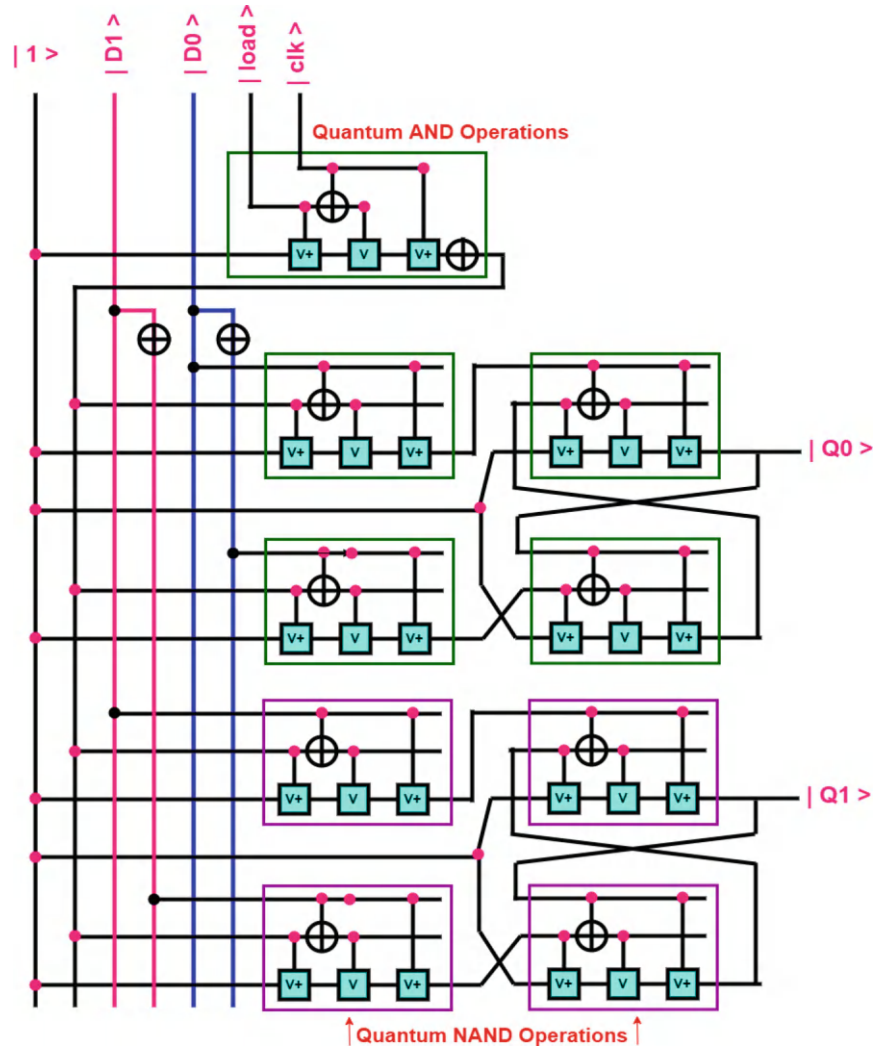 | 1 >
| D1 >
| D0 >
| load >
| clk >
Quantum AND Operations
V+ V V+
V+ V V+ V+ V V+
| Q0 >
V+ V V+ V+ V V+
V+ V V+ V+ V V+
| Q1 >
V+ V V+ V+ V V+
Quantum NAND Operations